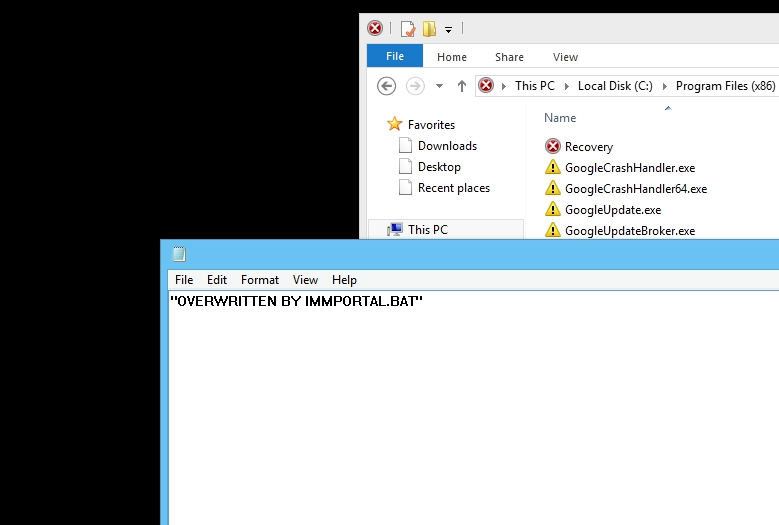 File Home Share View
This PC Local Disk (C:) Program Files (x86)
Favorites
Downloads
Desktop
Recent places
This PC
Name
Recovery
GoogleCrashHandler.exe
GoogleCrashHandler64.exe
GoogleUpdate.exe
GoogleUpdateBroker.exe
File Edit Format View Help
"OVERWRITTEN BY IMMPORTAL.BAT"